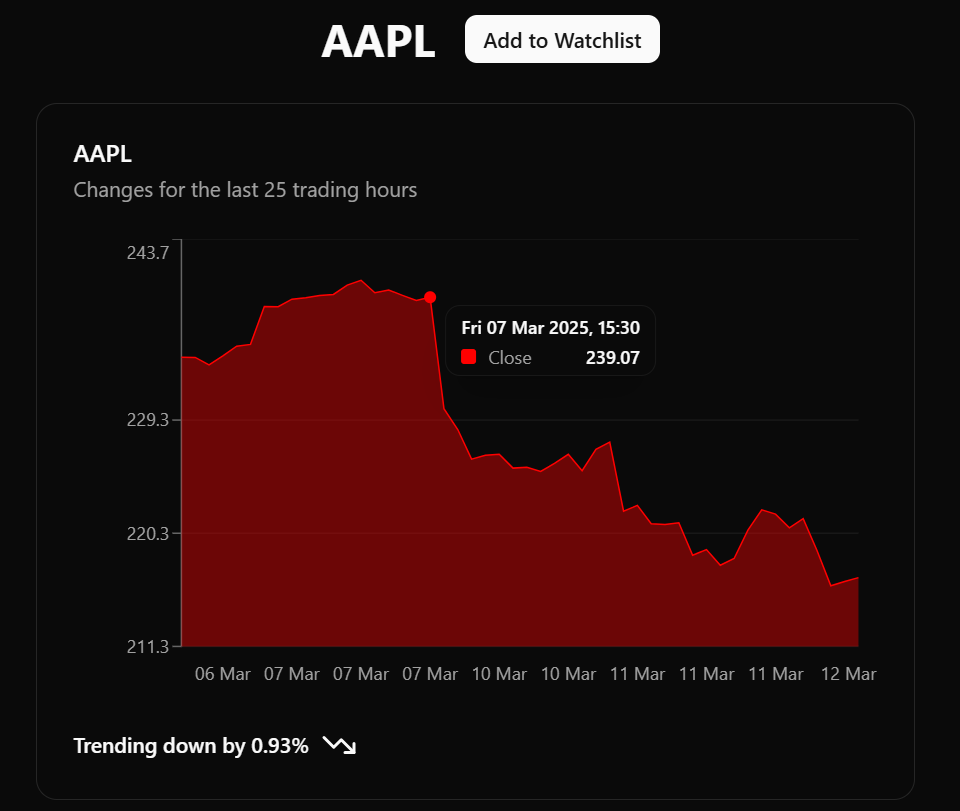 AAPL
Add to Watchlist
AAPL
Changes for the last 25 trading hours
243.7
Fri 07 Mar 2025, 15:30
Close 239.07
229.3
220.3
211.3
06 Mar 07 Mar 07 Mar 07 Mar 10 Mar 10 Mar 11 Mar 11 Mar 11 Mar 12 Mar
Trending down by 0.93%